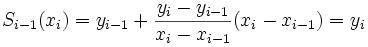 S_{i-1}(x_i) = y_{i-1} + \frac{y_i - y_{i-1}}{x_i - x_{i-1}}(x_i - x_{i-1}) = y_i